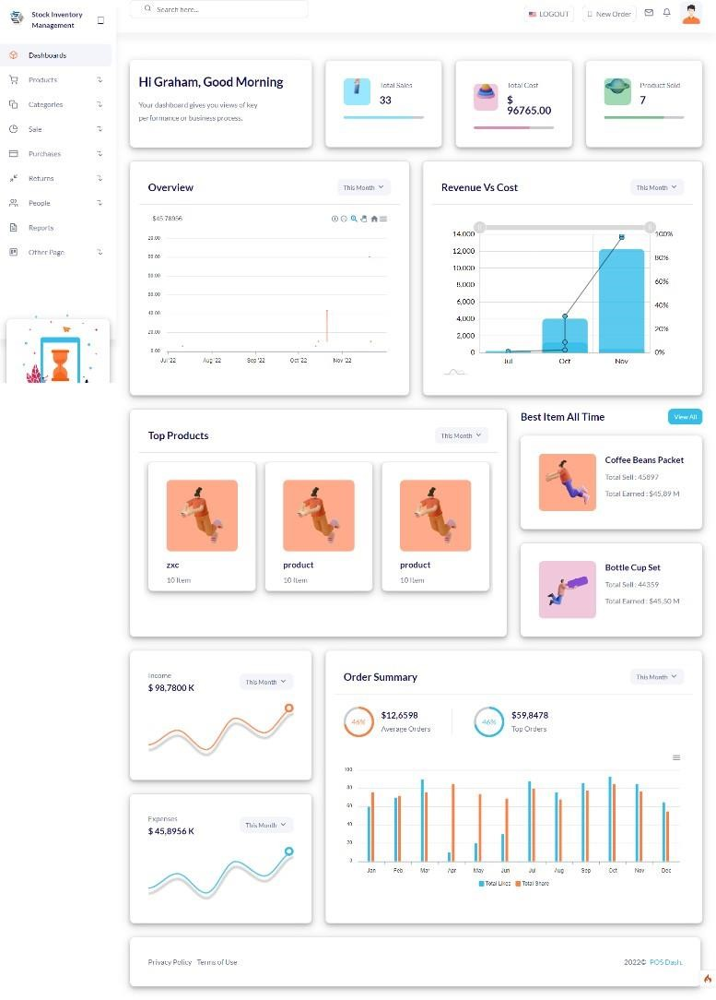 Stock Inventory
Management
Search here...
LOGOUT
New Order
Dashboards
Products
Categories
Sale
Purchases
Returns
People
Reports
Other Page
Hi Graham, Good Morning
Your dashboard gives you views of key
performance or business process.
Total Sales
33
Total Cost
$
96765.00
Product Sold
7
Overview
This Month
$45.78956
20.00
00.00
80.00
60.00
40.00
20.00
0.00
Jul '22 Aug '22 Sep '22 Oct '22 Nov '22
Revenue Vs Cost
This Month
14,000 100%
12,000
80%
10,000
8,000 60%
6,000
40%
4,000
20%
2,000
0 0%
Jul Oct Nov
Top Products
This Month
zxc
10 Item
product
10 Item
product
10 Item
Best Item All Time
View All
Coffee Beans Packet
Total Sell : 45897
Total Earned : $45,89 M
Bottle Cup Set
Total Sell : 44359
Total Earned : $45,50 M
Income
$ 98,7800 K
This Month
Expenses
$ 45,8956 K
This Month
Order Summary
This Month
46%
$12,6598
Average Orders
46%
$59,8478
Top Orders
100
80
60
40
20
0
Jan Feb Mar Apr May Jun Jul Aug Sep Oct Nov Dec
Total Likes Total Share
Privacy Policy Terms of Use
2022© POS Dash.